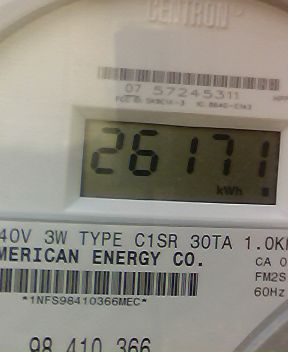 CENTRON®
07 57245311
26171
kWh
40V 3W TYPE C1SR 30TA 1.0K
MERICAN ENERGY CO.
CA 0
FM2S
*1NFS98410366MEC*
60Hz
98 410 366